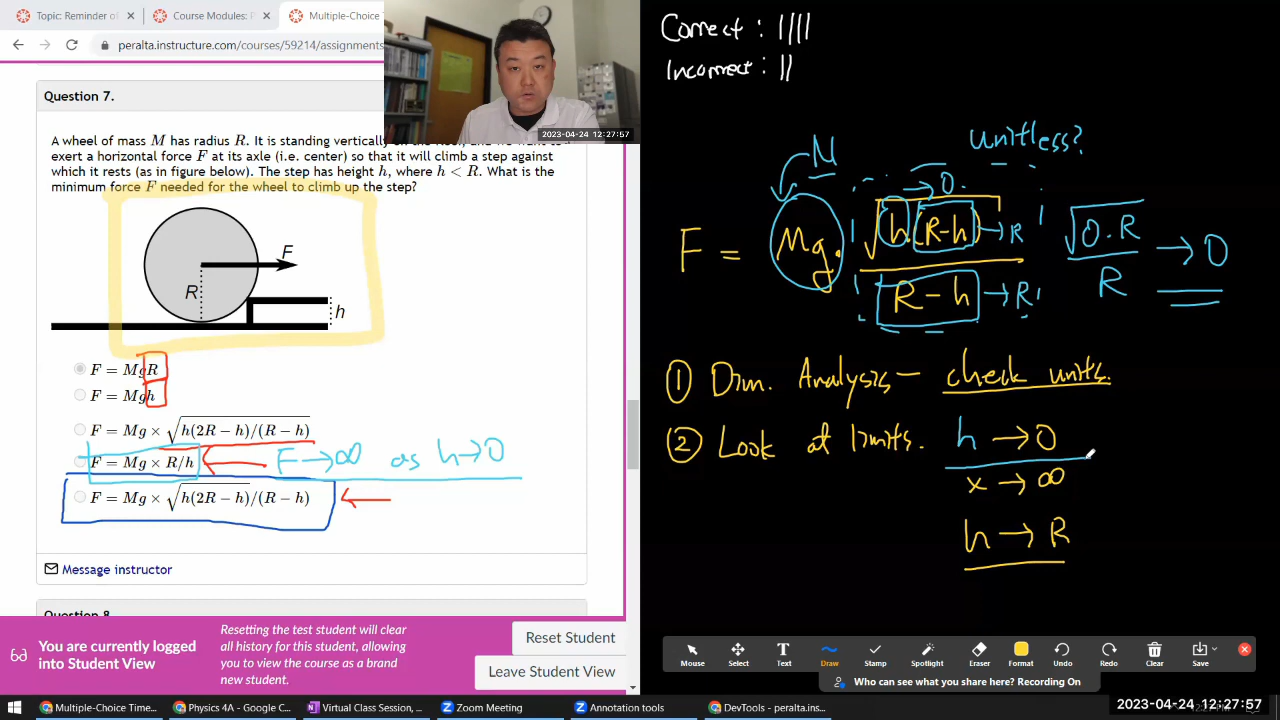 Topic: Reminder of
Course Modules: P
Multiple-Choice T
peralta.instructure.com/courses/59214/assignments
2023-04-24 12:27:57
Question 7.
A wheel of mass M has radius R. It is standing vertically
exert a horizontal force F at its axle (i.e. center) so that it will climb a step against
which it rests (as in figure below). The step has height h, where h < R. What is the
minimum force F needed for the wheel to climb up the step?
F
R
h
F = MgR
F = Mgh
F = Mg × √h(2R − h)/(R − h)
F = Mg × R/h
F → ∞ as h → 0
F = Mg × √h(2R − h)/(R − h)
Message instructor
Question 8
You are currently logged
into Student View
Resetting the test student will clear
all history for this student, allowing
you to view the course as a brand
new student.
Reset Student
Leave Student View
Correct : ||||
Incorrect : ||
unitless?
N
→ 0.
F = Mg · √h(R-h) → R
R - h → R
√0·R / R → 0
① Dim. Analysis - check units.
② Look at limits. h → 0
x → ∞
h → R
Mouse Select Text Draw Stamp Spotlight Eraser Format Undo Redo Clear Save
Who can see what you share here? Recording On
Multiple-Choice Time...
Physics 4A - Google C...
Virtual Class Session, ...
Zoom Meeting
Annotation tools
DevTools - peralta.ins...
2023-04-24 12:27:57